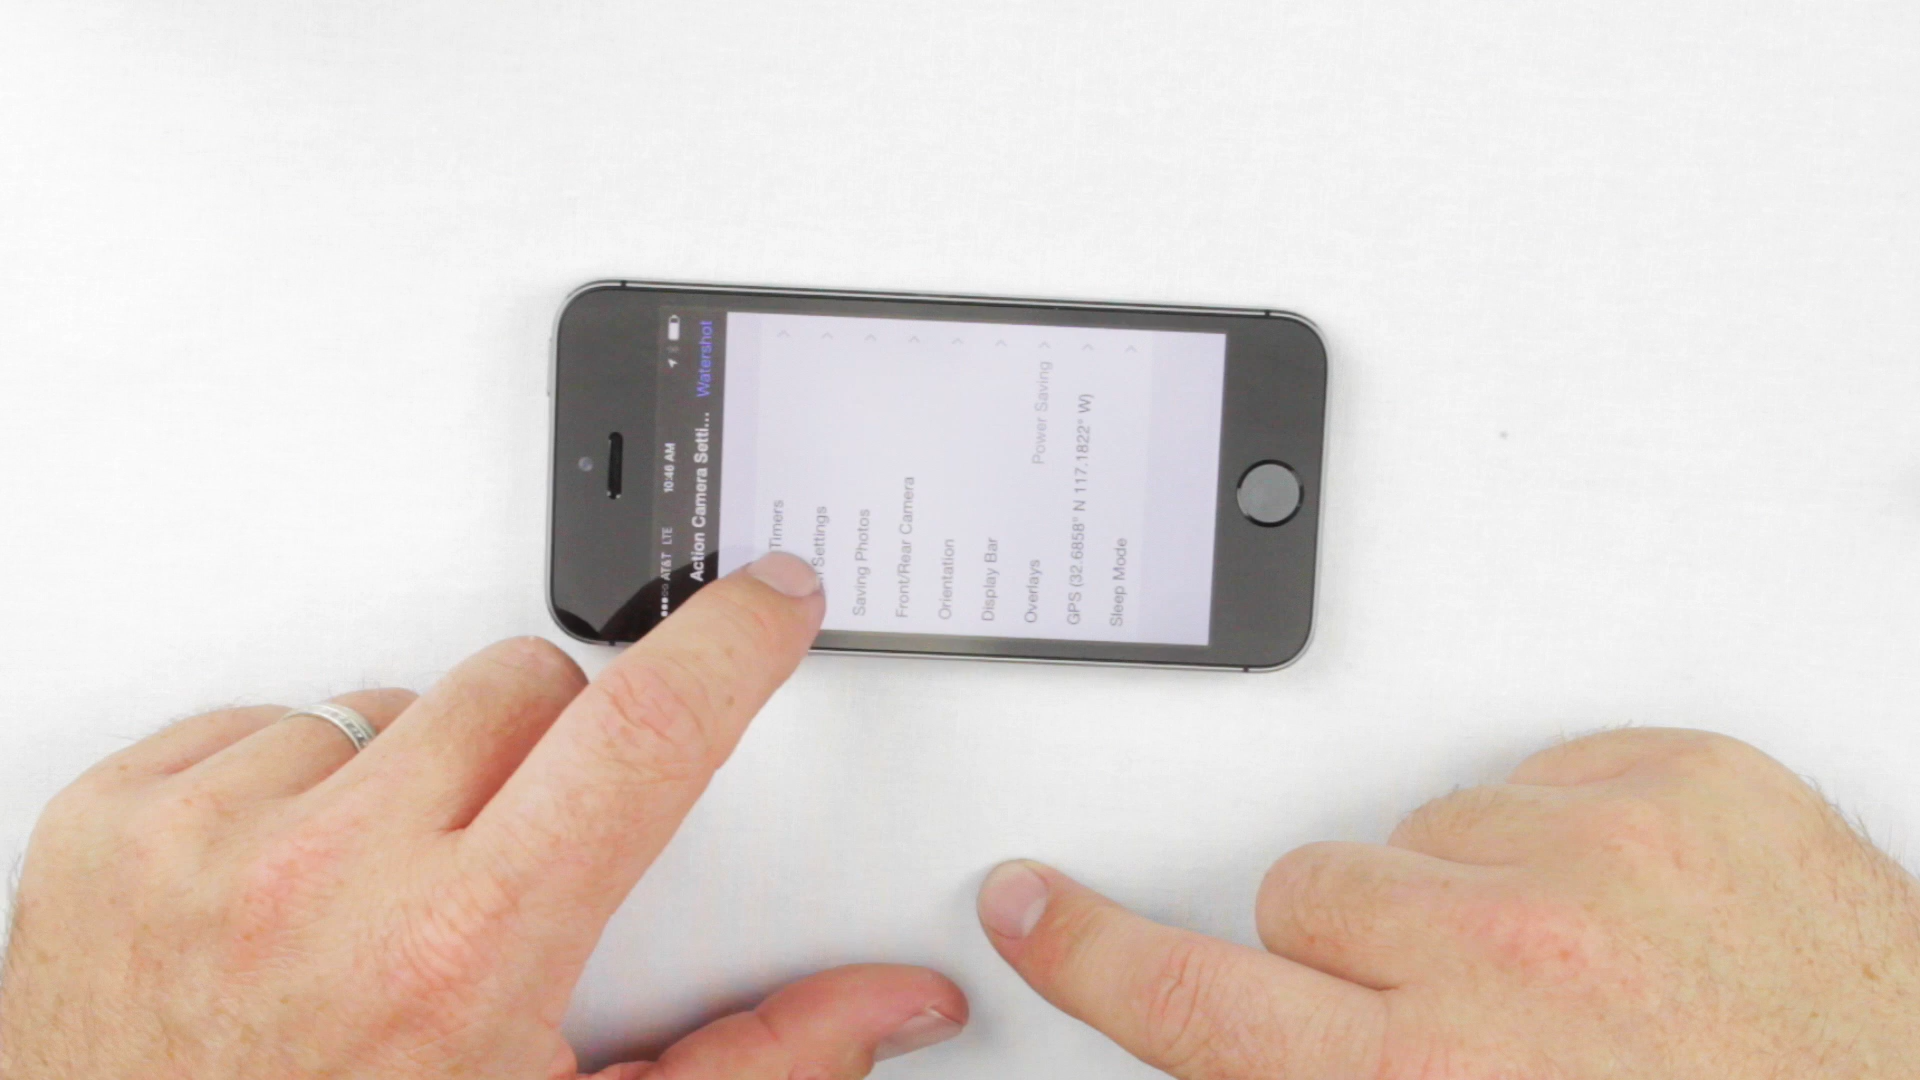 AT&T LTE 10:46 AM
Action Camera Setti... Watershot
Timers
Settings
Saving Photos
Front/Rear Camera
Orientation
Display Bar
Overlays Power Saving
GPS (32.6858° N 117.1822° W)
Sleep Mode